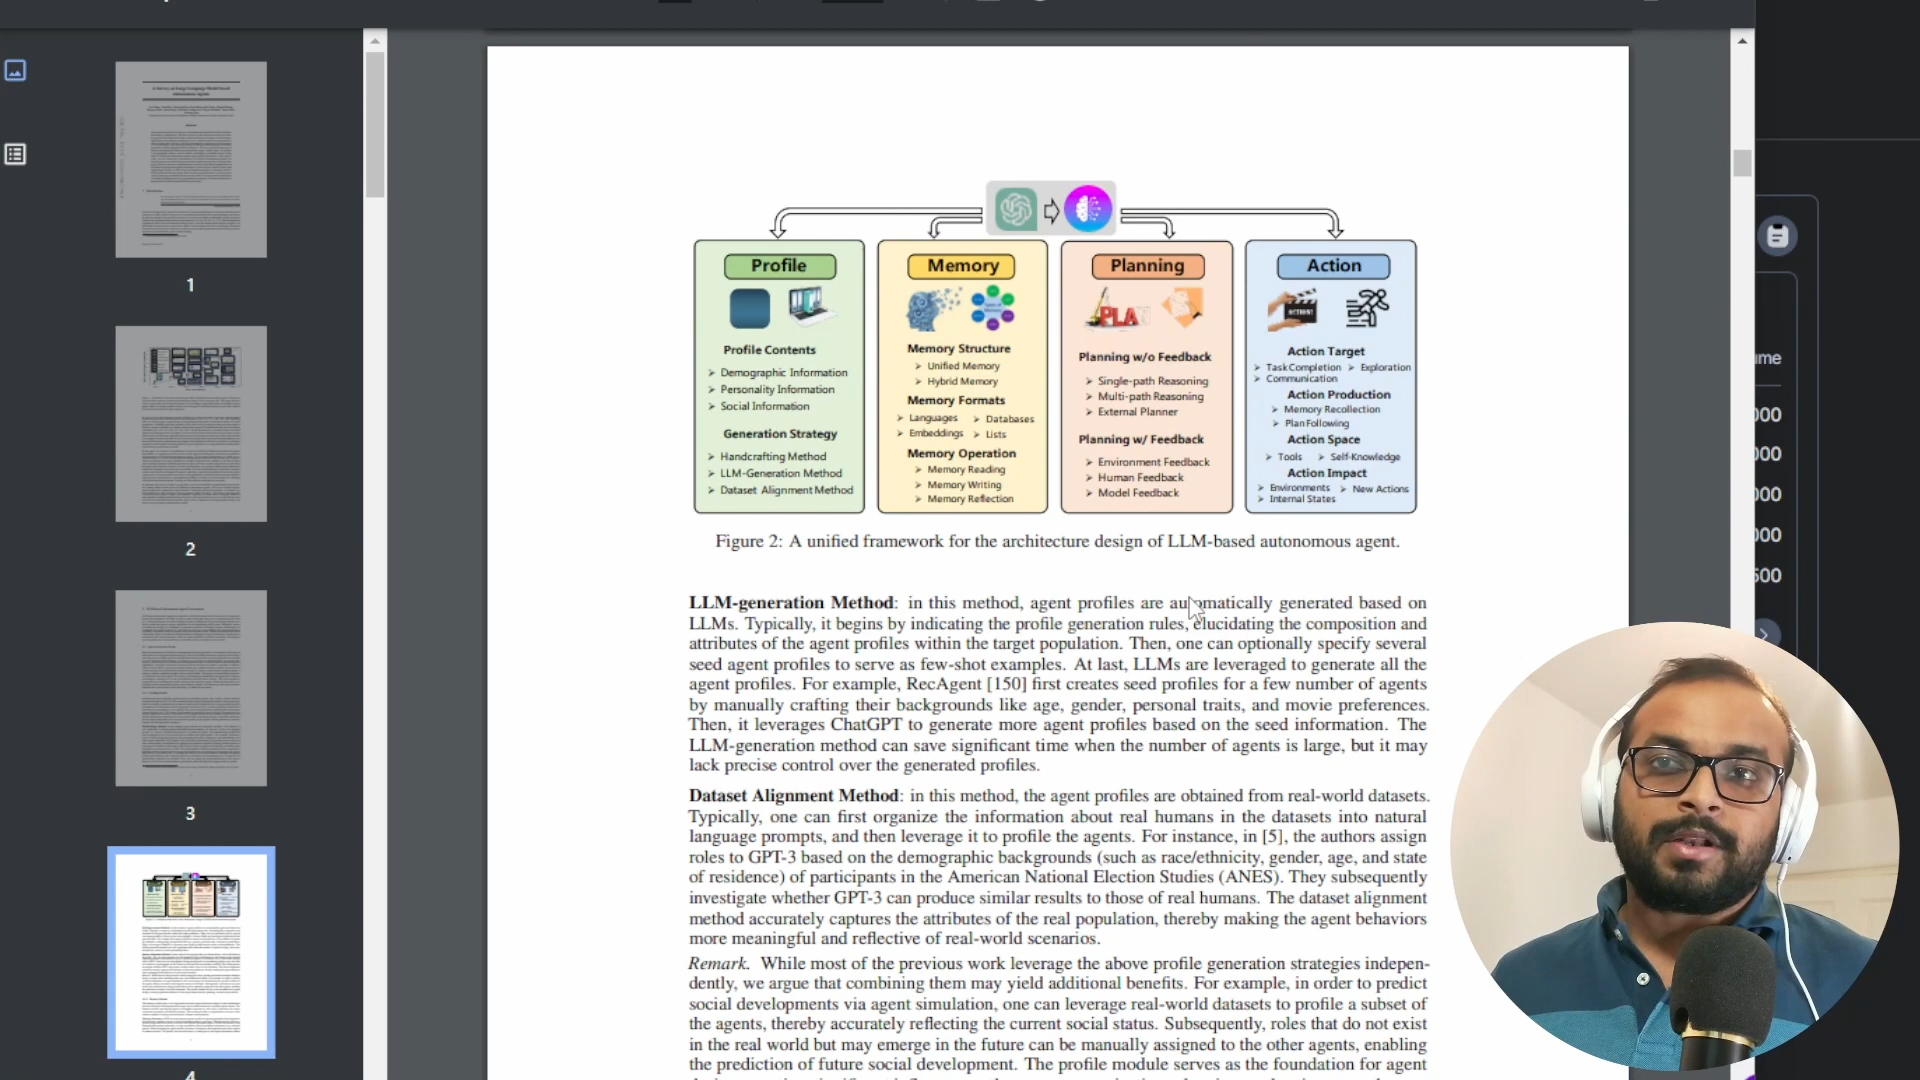 1
2
3
4
Profile
Profile Contents
➢ Demographic Information
➢ Personality Information
➢ Social Information
Generation Strategy
➢ Handcrafting Method
➢ LLM-Generation Method
➢ Dataset Alignment Method
Memory
Memory Structure
➢ Unified Memory
➢ Hybrid Memory
Memory Formats
➢ Languages ➢ Databases
➢ Embeddings ➢ Lists
Memory Operation
➢ Memory Reading
➢ Memory Writing
➢ Memory Reflection
Planning
PLA
Planning w/o Feedback
➢ Single-path Reasoning
➢ Multi-path Reasoning
➢ External Planner
Planning w/ Feedback
➢ Environment Feedback
➢ Human Feedback
➢ Model Feedback
Action
ACTION!
Action Target
➢ Task Completion ➢ Exploration
➢ Communication
Action Production
➢ Memory Recollection
➢ Plan Following
Action Space
➢ Tools ➢ Self-Knowledge
Action Impact
➢ Environments ➢ New Actions
➢ Internal States
Figure 2: A unified framework for the architecture design of LLM-based autonomous agent.
LLM-generation Method: in this method, agent profiles are automatically generated based on
LLMs. Typically, it begins by indicating the profile generation rules, elucidating the composition and
attributes of the agent profiles within the target population. Then, one can optionally specify several
seed agent profiles to serve as few-shot examples. At last, LLMs are leveraged to generate all the
agent profiles. For example, RecAgent [150] first creates seed profiles for a few number of agents
by manually crafting their backgrounds like age, gender, personal traits, and movie preferences.
Then, it leverages ChatGPT to generate more agent profiles based on the seed information. The
LLM-generation method can save significant time when the number of agents is large, but it may
lack precise control over the generated profiles.
Dataset Alignment Method: in this method, the agent profiles are obtained from real-world datasets.
Typically, one can first organize the information about real humans in the datasets into natural
language prompts, and then leverage it to profile the agents. For instance, in [5], the authors assign
roles to GPT-3 based on the demographic backgrounds (such as race/ethnicity, gender, age, and state
of residence) of participants in the American National Election Studies (ANES). They subsequently
investigate whether GPT-3 can produce similar results to those of real humans. The dataset alignment
method accurately captures the attributes of the real population, thereby making the agent behaviors
more meaningful and reflective of real-world scenarios.
Remark. While most of the previous work leverage the above profile generation strategies indepen-
dently, we argue that combining them may yield additional benefits. For example, in order to predict
social developments via agent simulation, one can leverage real-world datasets to profile a subset of
the agents, thereby accurately reflecting the current social status. Subsequently, roles that do not exist
in the real world but may emerge in the future can be manually assigned to the other agents, enabling
the prediction of future social development. The profile module serves as the foundation for agent
ume
000
000
000
000
500